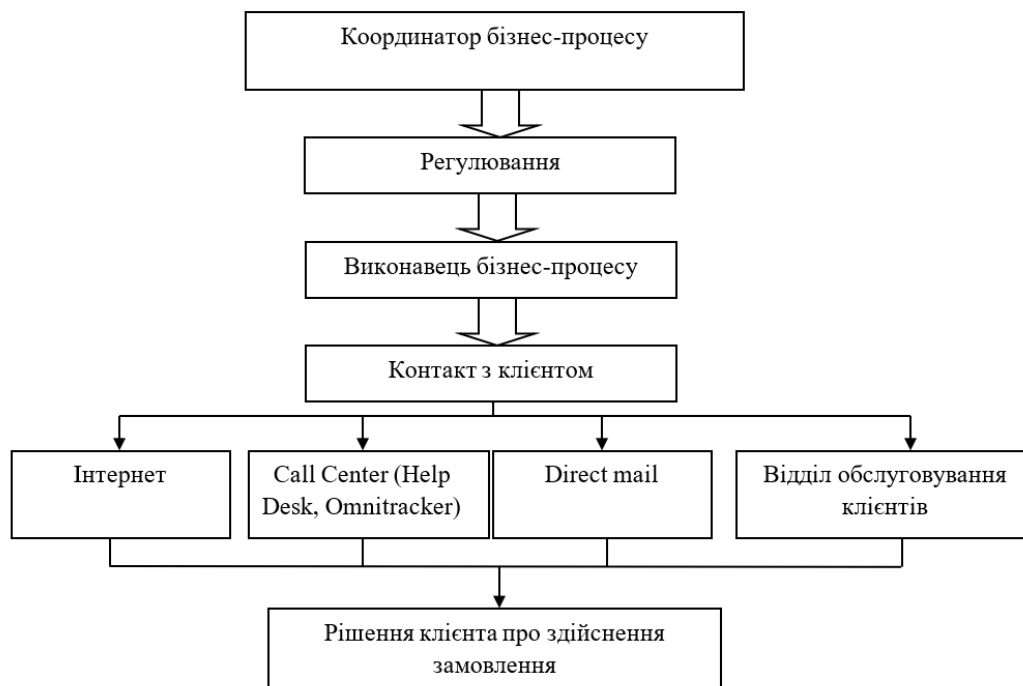 Координатор бізнес-процесу
Регулювання
Виконавець бізнес-процесу
Контакт з клієнтом
Інтернет
Call Center (Help
Desk, Omnitracker)
Direct mail
Відділ обслуговування
клієнтів
Рішення клієнта про здійснення
замовлення